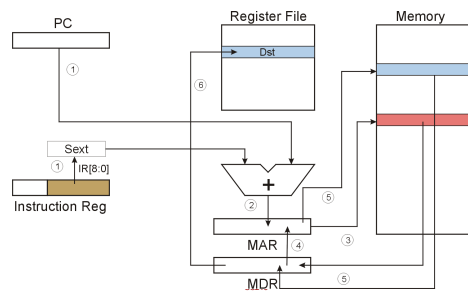 PC
Register File
Memory
Dst
①
⑥
⑤
Sext
①
IR[8:0]
+
Instruction Reg
②
⑤
③
MAR
④
MDR
⑤